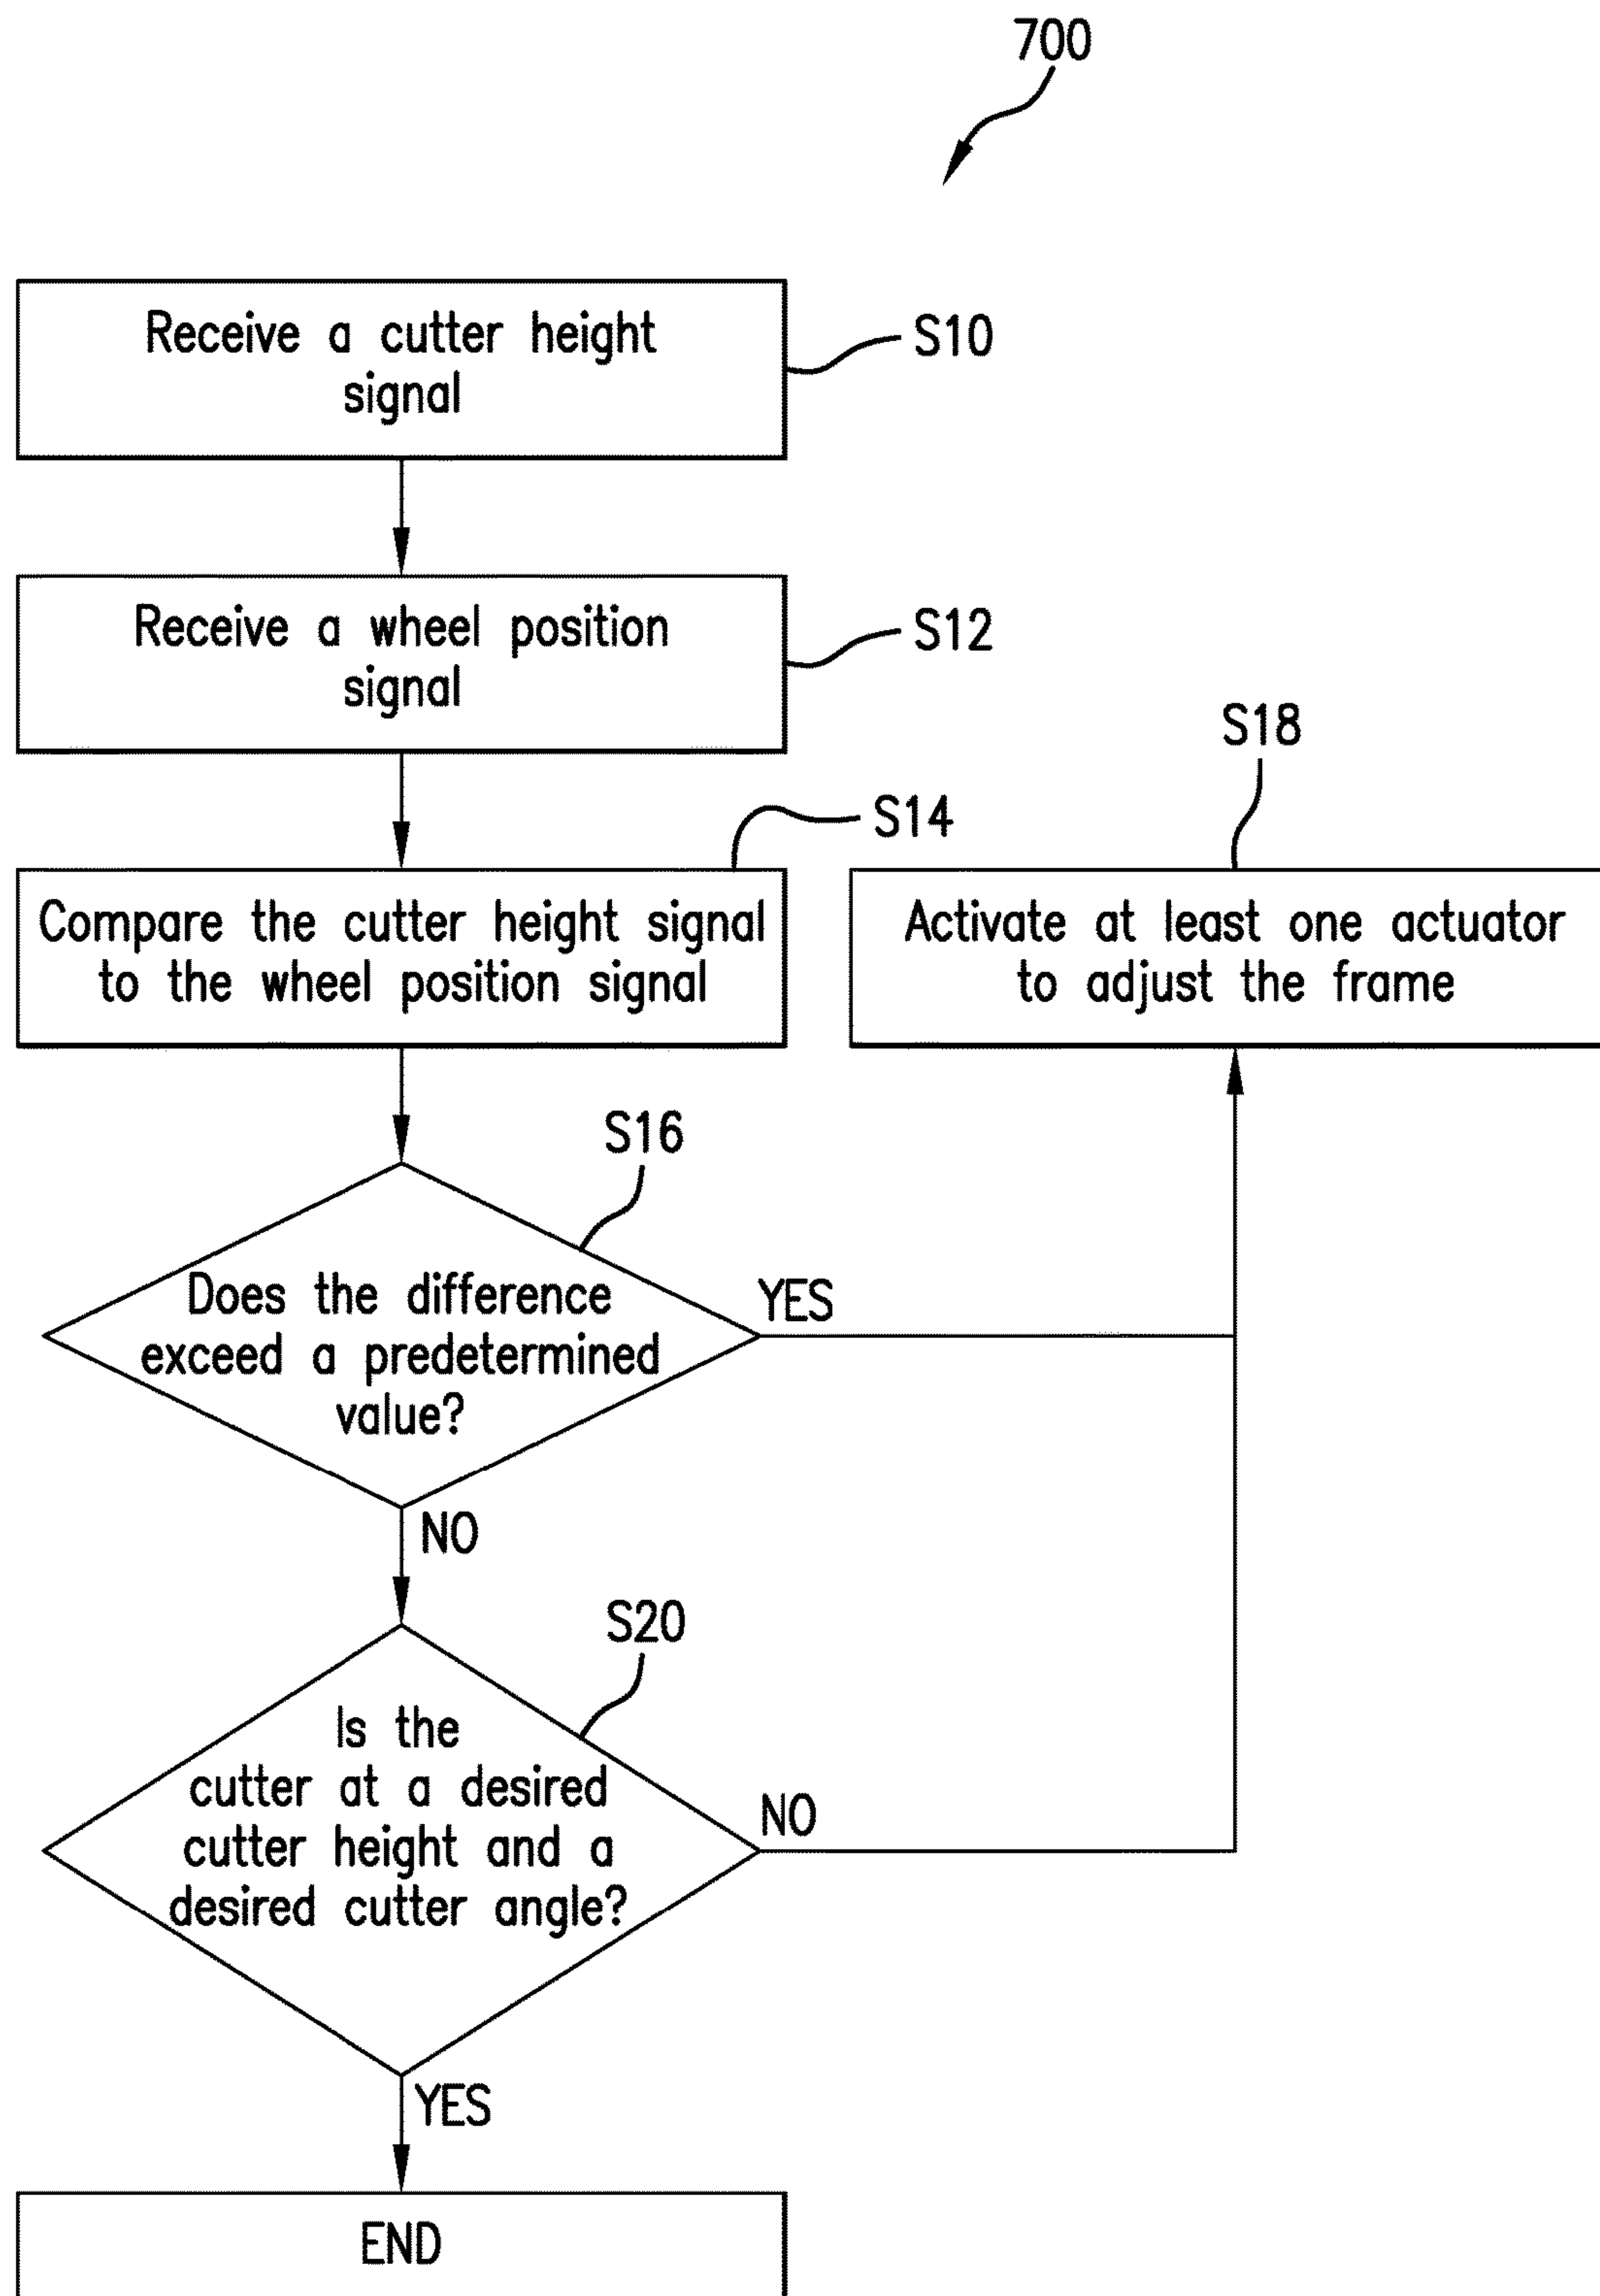 700
Receive a cutter height
signal
S10
Receive a wheel position
signal
S12
S14
Compare the cutter height signal
to the wheel position signal
S18
Activate at least one actuator
to adjust the frame
S16
Does the difference
exceed a predetermined
value?
YES
NO
S20
Is the
cutter at a desired
cutter height and a
desired cutter angle?
NO
YES
END